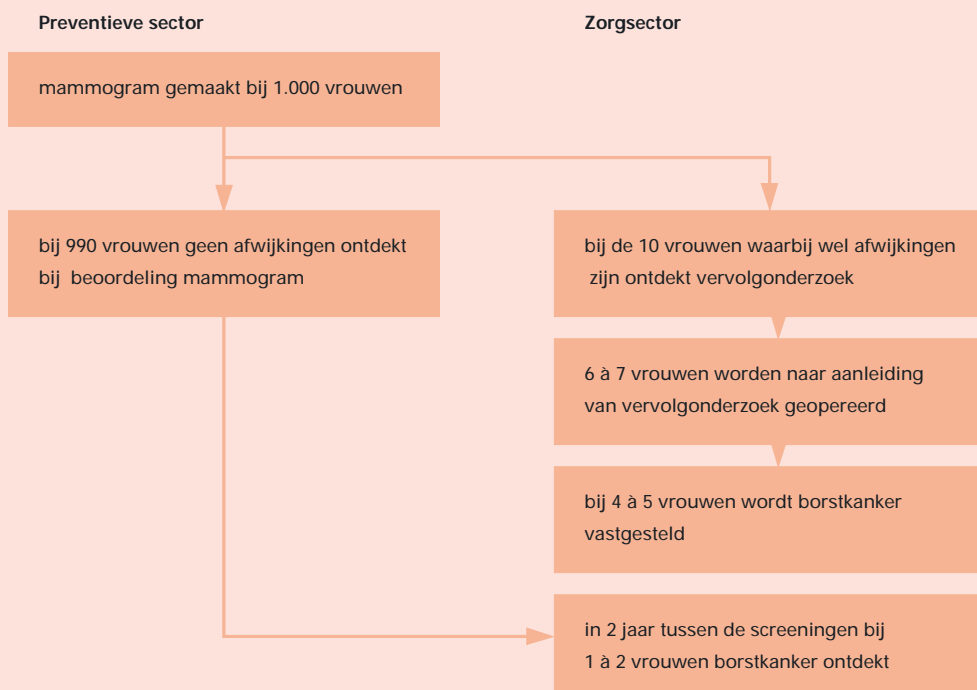 Preventieve sector
Zorgsector
mammogram gemaakt bij 1.000 vrouwen
bij 990 vrouwen geen afwijkingen ontdekt
bij beoordeling mammogram
bij de 10 vrouwen waarbij wel afwijkingen
zijn ontdekt vervolgonderzoek
6 à 7 vrouwen worden naar aanleiding
van vervolgonderzoek geopereerd
bij 4 à 5 vrouwen wordt borstkanker
vastgesteld
in 2 jaar tussen de screeningen bij
1 à 2 vrouwen borstkanker ontdekt